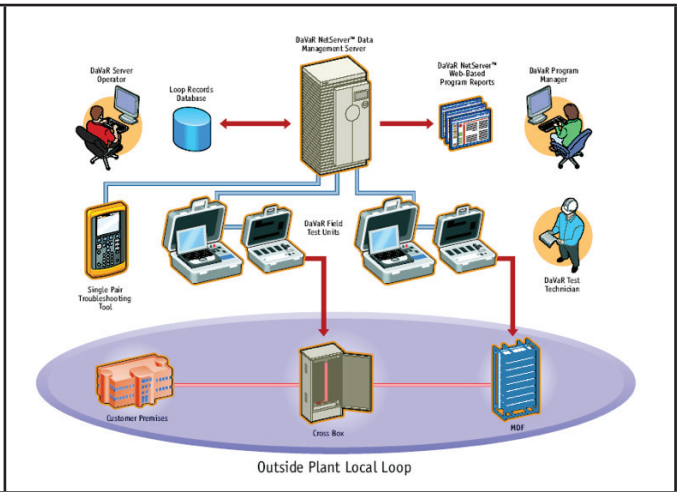 DaVaR NetServer™ Data
Management Server
DaVaR Server
Operator
Loop Records
Database
DaVaR NetServer™
Web-Based
Program Reports
DaVaR Program
Manager
DaVaR Field
Test Units
Single Pair
Troubleshooting
Tool
DaVaR Test
Technician
Customer Premises
Cross Box
MDF
Outside Plant Local Loop